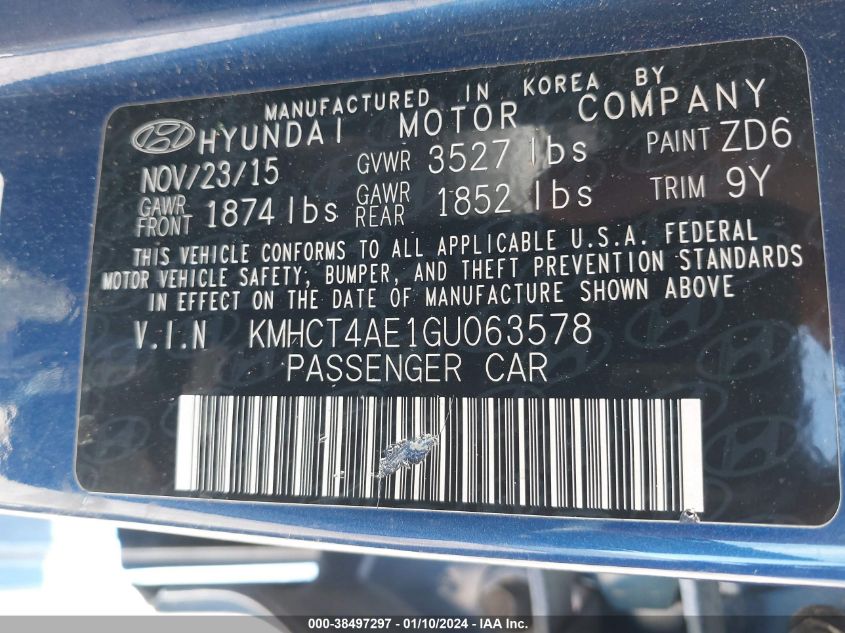 MANUFACTURED IN KOREA BY
HYUNDAI MOTOR COMPANY
NOV/23/15 GVWR 3527 lbs PAINT ZD6
GAWR FRONT 1874 lbs GAWR REAR 1852 lbs TRIM 9Y
THIS VEHICLE CONFORMS TO ALL APPLICABLE U.S.A. FEDERAL
MOTOR VEHICLE SAFETY, BUMPER, AND THEFT PREVENTION STANDARDS
IN EFFECT ON THE DATE OF MANUFACTURE SHOWN ABOVE
V.I.N KMHCT4AE1GU063578
PASSENGER CAR
000-38497297 - 01/10/2024 - IAA Inc.